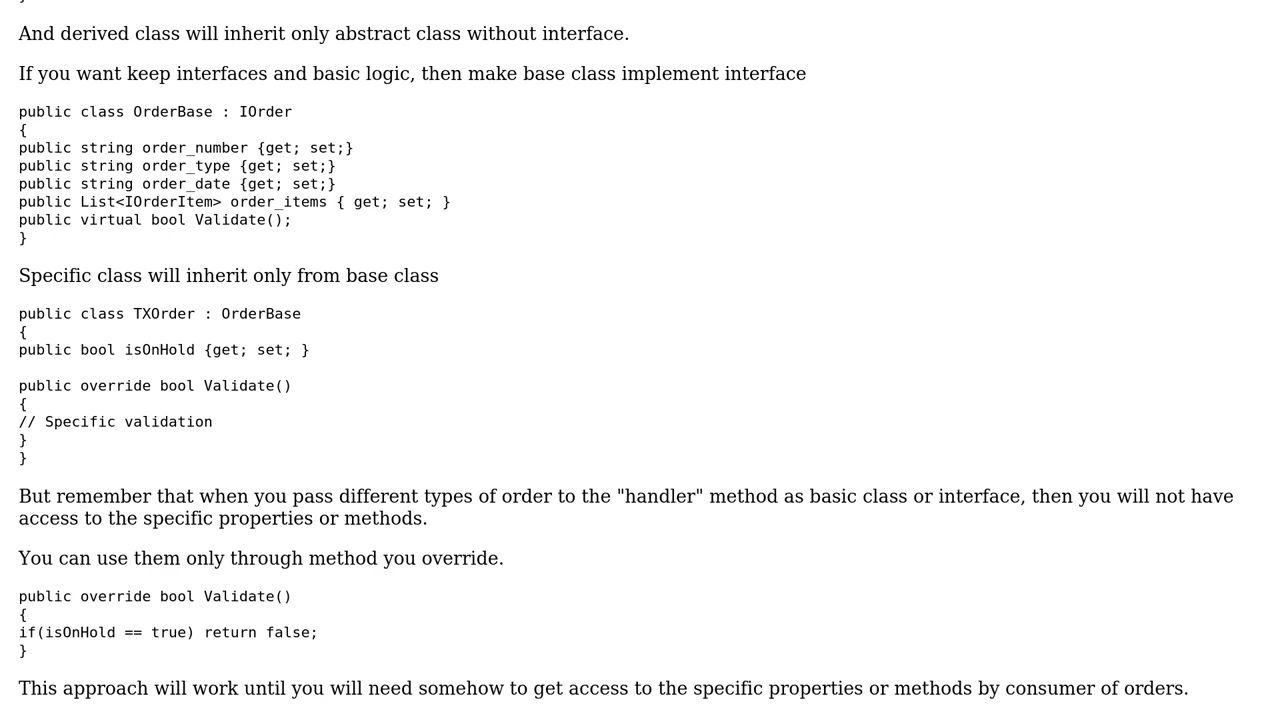 }
And derived class will inherit only abstract class without interface.
If you want keep interfaces and basic logic, then make base class implement interface
public class OrderBase : IOrder
{
public string order_number {get; set;}
public string order_type {get; set;}
public string order_date {get; set;}
public List<IOrderItem> order_items { get; set; }
public virtual bool Validate();
}
Specific class will inherit only from base class
public class TXOrder : OrderBase
{
public bool isOnHold {get; set; }
public override bool Validate()
{
// Specific validation
}
}
But remember that when you pass different types of order to the "handler" method as basic class or interface, then you will not have
access to the specific properties or methods.
You can use them only through method you override.
public override bool Validate()
{
if(isOnHold == true) return false;
}
This approach will work until you will need somehow to get access to the specific properties or methods by consumer of orders.